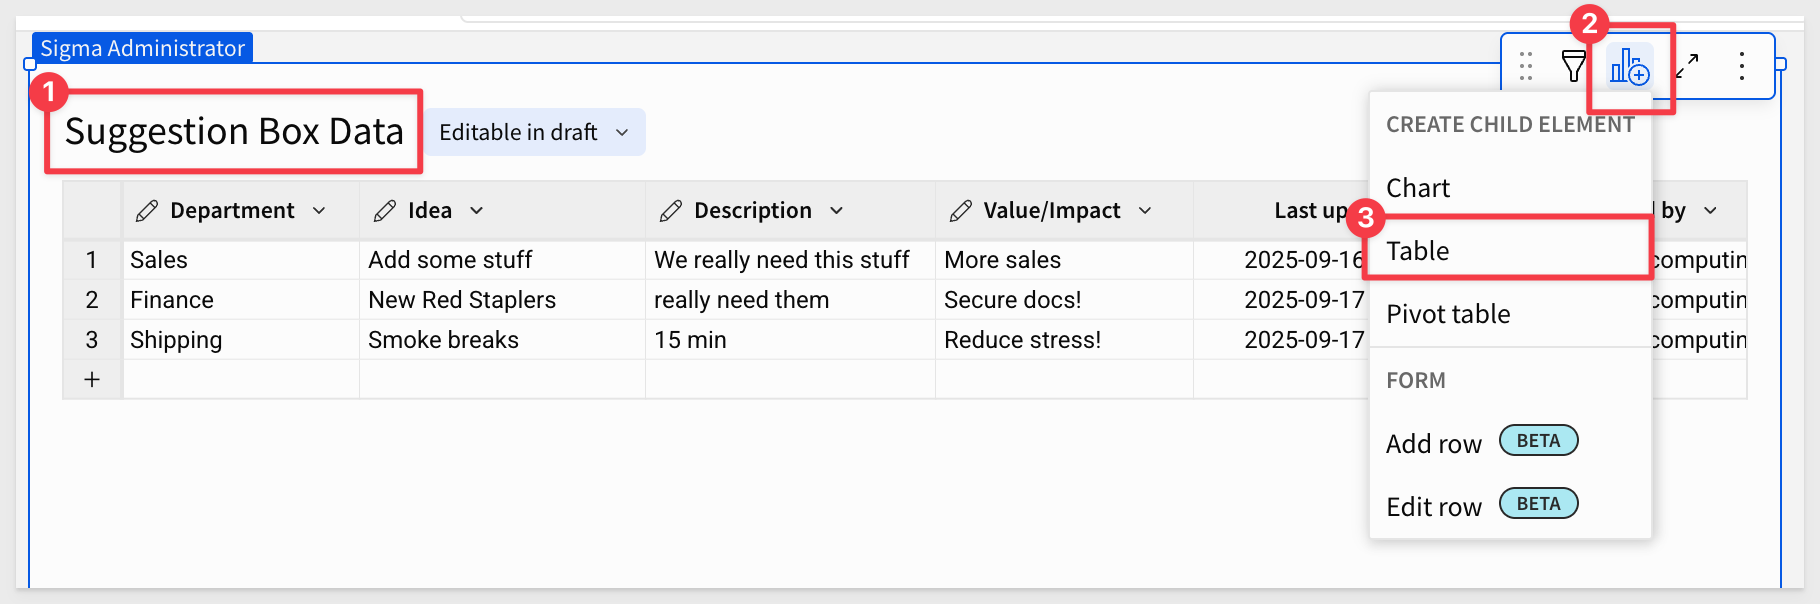 Sigma Administrator
2
1
Suggestion Box Data
Editable in draft
CREATE CHILD ELEMENT
Chart
3
Table
Pivot table
FORM
Add row BETA
Edit row BETA
Department Idea Description Value/Impact Last up by
1 Sales Add some stuff We really need this stuff More sales 2025-09-16 computin
2 Finance New Red Staplers really need them Secure docs! 2025-09-17 computin
3 Shipping Smoke breaks 15 min Reduce stress! 2025-09-17 computin
+